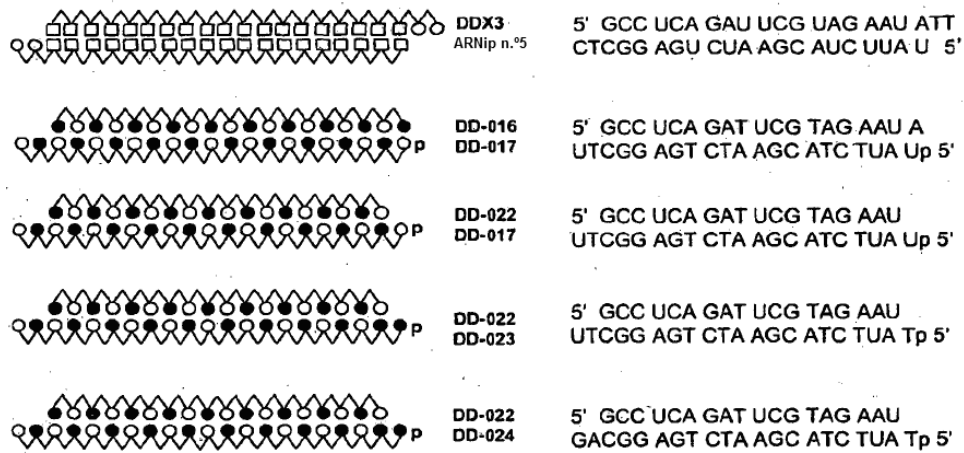 DDX3 5' GCC UCA GAU UCG UAG AAU ATT
ARNip n.º5 CTCGG AGU CUA AGC AUC UUA U 5'
DD-016 5' GCC UCA GAT UCG TAG AAU A
p DD-017 UTCGG AGT CTA AGC ATC TUA Up 5'
DD-022 5' GCC UCA GAT UCG TAG AAU
p DD-017 UTCGG AGT CTA AGC ATC TUA Up 5'
DD-022 5' GCC UCA GAT UCG TAG AAU
p DD-023 UTCGG AGT CTA AGC ATC TUA Tp 5'
DD-022 5' GCC UCA GAT UCG TAG AAU
p DD-024 GACGG AGT CTA AGC ATC TUA Tp 5'